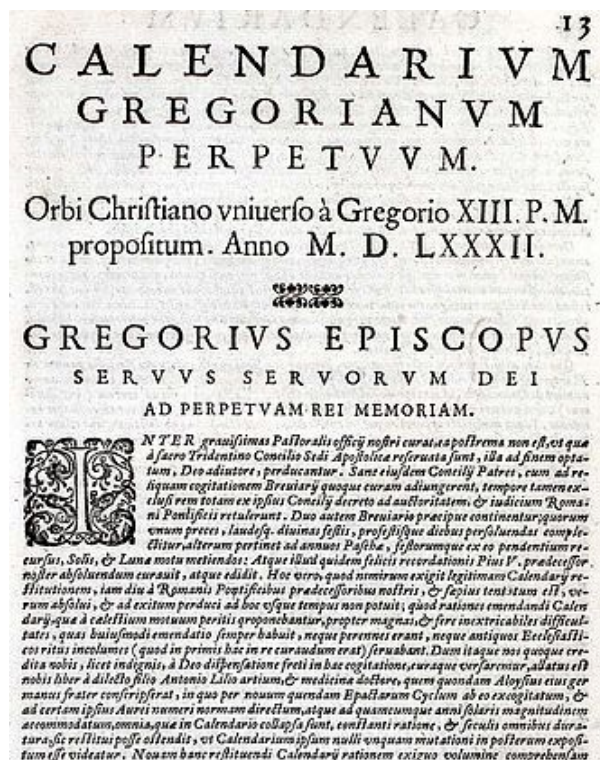 13
CALENDARIVM
GREGORIANVM
PERPETVVM.
Orbi Chriſtiano vniuerſo à Gregorio XIII. P. M.
propoſitum. Anno M. D. LXXXII.
GREGORIVS EPISCOPVS
SERVVS SERVORVM DEI
AD PERPETVAM REI MEMORIAM.
INTER grauiſſimas Paſtoralis officij noſtri curas, ea poſtrema non eſt, vt quæ
à ſacro Tridentino Concilio Sedi Apoſtolicæ reſeruata ſunt, illa ad finem opta-
tum, Deo adiutore, perducantur. Sane eiuſdem Concilij Patres, cum ad re-
liquam cogitationem Breuiarij quoque curam adiungerent, tempore tamen ex-
cluſi rem totam ex ipſius Concilij decreto ad auctoritatem, & iudicium Roma-
ni Pontificis retulerunt. Duo autem Breuiario præcipue continentur, quorum
vnum preces, laudeſq. diuinas feſtis, profeſtiſque diebus perſoluendas comple-
ctitur, alterum pertinet ad annuos Paſchæ, feſtorumque ex eo pendentium re-
curſus, Solis, & Lunæ motu metiendos: Atque illud quidem felicis recordationis Pius V. prædeceſſor
noſter abſoluendum curauit, atque edidit. Hoc vero, quod nimirum exigit legitimam Calendarij re-
ſtitutionem, iam diu à Romanis Pontificibus prædeceſſoribus noſtris, & ſæpius tentatum eſt, ve-
rum abſolui, & ad exitum perduci ad hoc vſque tempus non potuit, quod rationes emendandi Calen
darij, quæ à cæleſtium motuum peritis proponebantur, propter magnas, & fere inextricabiles difficul-
tates, quas huiuſmodi emendatio ſemper habuit, neque perennes erant, neque antiquos Eccleſiaſti-
cos ritus incolumes (quod in primis hac in re curandum erat) ſeruabant. Dum itaque nos quoque cre-
dita nobis, licet indignis, à Deo diſpenſatione freti in hac cogitatione, curaque verſaremur, allatus eſt
nobis liber à dilecto filio Antonio Lilio artium, & medicinæ doctore, quem quondam Aloyſius eius ger
manus frater conſcripſerat, in quo per nouum quendam Epactarum Cyclum ab eo excogitatum, &
ad certam ipſius Aurei numeri normam directum, atque ad quamcumque anni ſolaris magnitudinem
accommodatum, omnia, quæ in Calendario collapſa ſunt, conſtanti ratione, & ſeculis omnibus dura-
tura, ſic reſtitui poſſe oſtendit, vt Calendarium ipſum nulli vnquam mutationi in poſterum expoſi-
tum eſſe videatur. Nouam hanc reſtituendi Calendarij rationem exiguo volumine comprehenſam